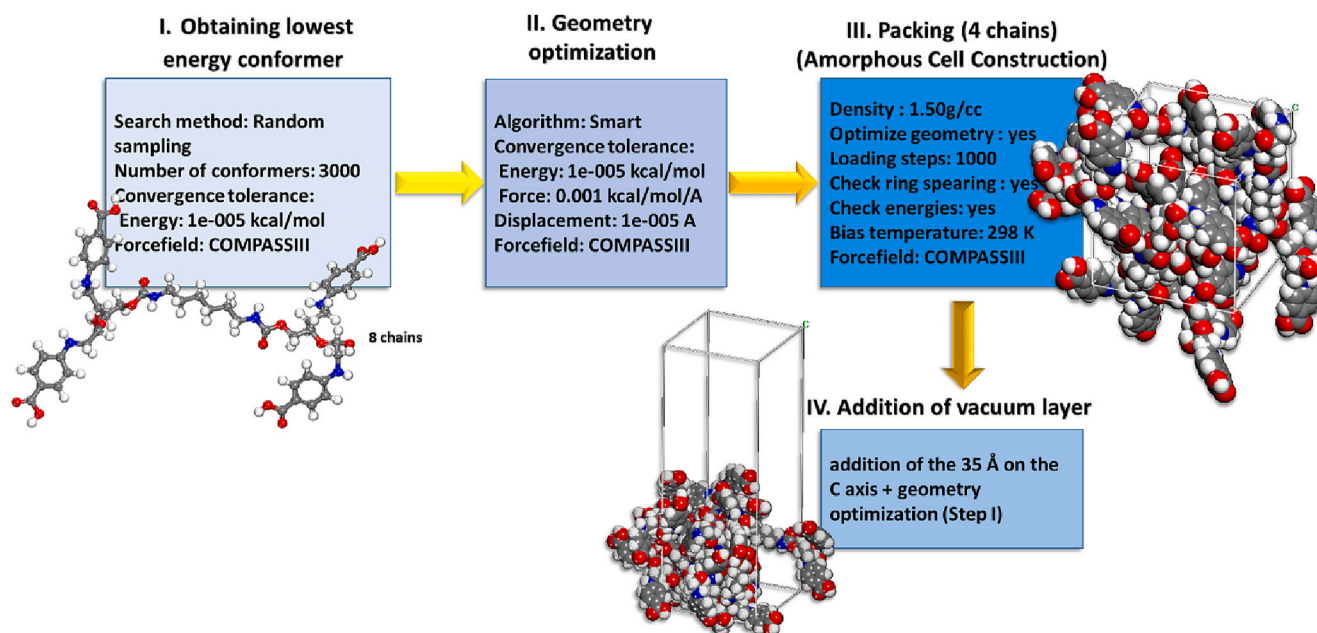 I. Obtaining lowest
energy conformer
Search method: Random
sampling
Number of conformers: 3000
Convergence tolerance:
Energy: 1e-005 kcal/mol
Forcefield: COMPASSIII
8 chains
II. Geometry
optimization
Algorithm: Smart
Convergence tolerance:
Energy: 1e-005 kcal/mol
Force: 0.001 kcal/mol/A
Displacement: 1e-005 A
Forcefield: COMPASSIII
III. Packing (4 chains)
(Amorphous Cell Construction)
Density : 1.50g/cc
Optimize geometry : yes
Loading steps: 1000
Check ring spearing : yes
Check energies: yes
Bias temperature: 298 K
Forcefield: COMPASSIII
C
C
IV. Addition of vacuum layer
addition of the 35 Å on the
C axis + geometry
optimization (Step I)